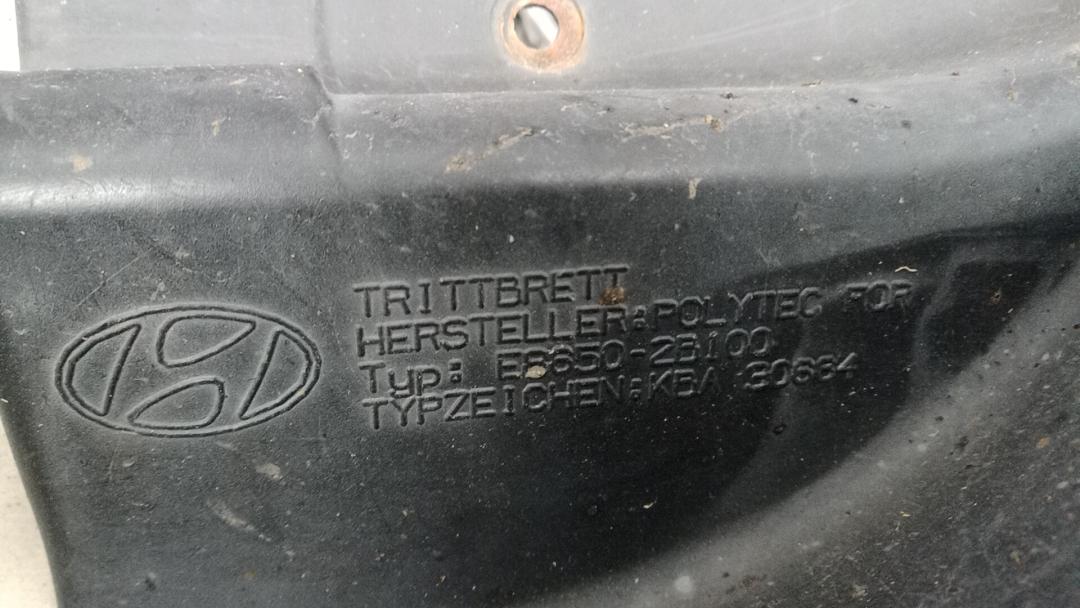 TRITTBRETT
HERSTELLER:POLYTEC FOR
Typ: E8650-2B100
TYPZEICHEN:KBA 30684